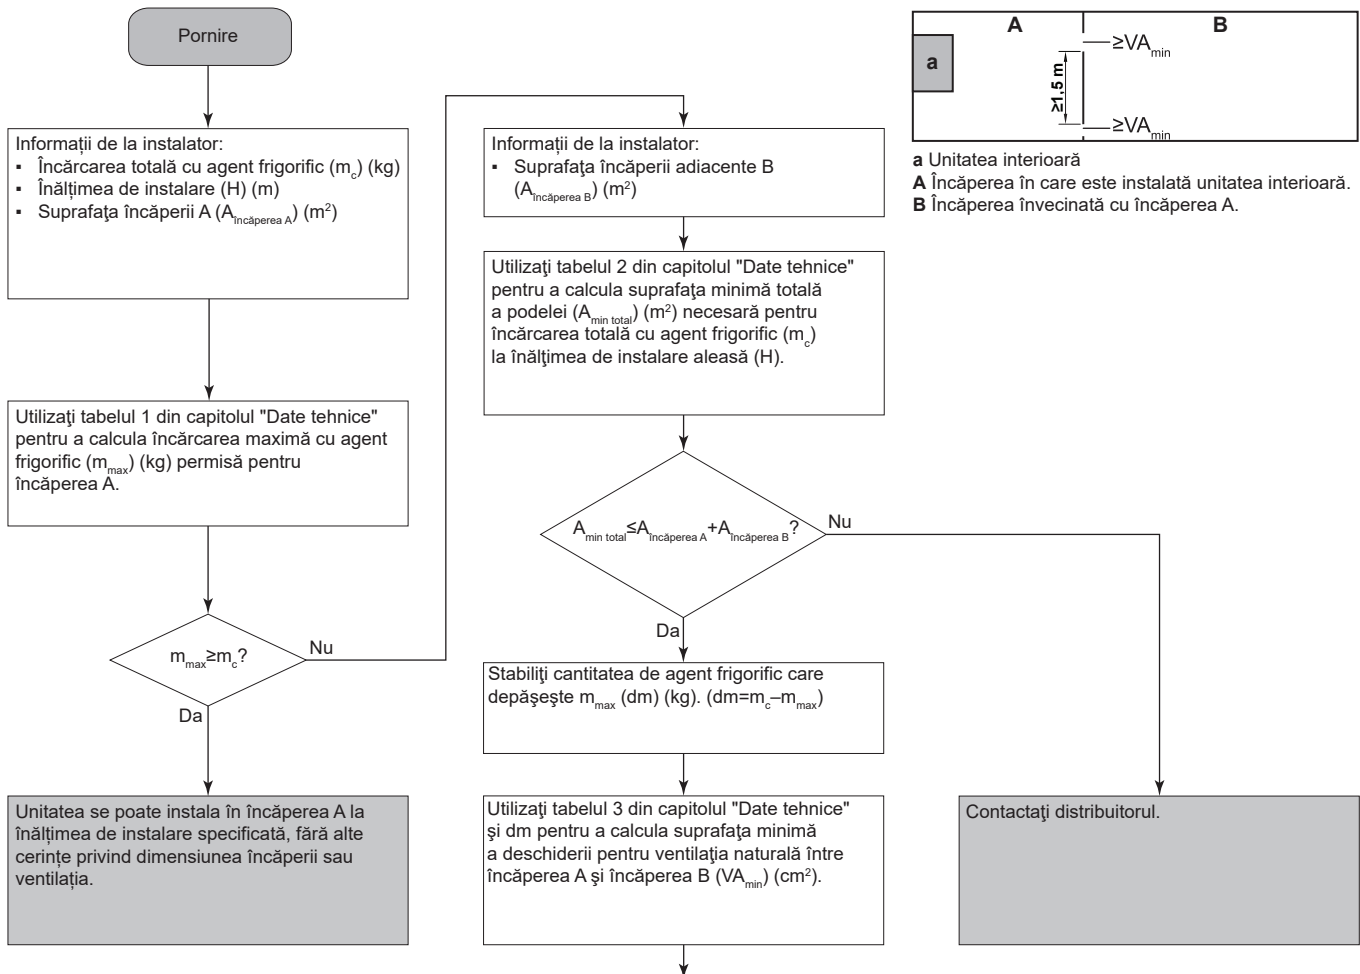 Pornire
Informații de la instalator:
▪ Încărcarea totală cu agent frigorific (mc) (kg)
▪ Înălțimea de instalare (H) (m)
▪ Suprafaţa încăperii A (Aîncăperea A) (m²)
Utilizaţi tabelul 1 din capitolul "Date tehnice"
pentru a calcula încărcarea maximă cu agent
frigorific (mmax) (kg) permisă pentru
încăperea A.
mmax≥mc?
Nu
Da
Unitatea se poate instala în încăperea A la
înălțimea de instalare specificată, fără alte
cerințe privind dimensiunea încăperii sau
ventilația.
Informații de la instalator:
▪ Suprafaţa încăperii adiacente B
(Aîncăperea B) (m²)
Utilizaţi tabelul 2 din capitolul "Date tehnice"
pentru a calcula suprafaţa minimă totală
a podelei (Amin total) (m²) necesară pentru
încărcarea totală cu agent frigorific (mc)
la înălţimea de instalare aleasă (H).
Amin total≤Aîncăperea A+Aîncăperea B?
Nu
Da
Stabiliţi cantitatea de agent frigorific care
depăşeşte mmax (dm) (kg). (dm=mc–mmax)
Utilizaţi tabelul 3 din capitolul "Date tehnice"
şi dm pentru a calcula suprafaţa minimă
a deschiderii pentru ventilaţia naturală între
încăperea A şi încăperea B (VAmin) (cm²).
Contactaţi distribuitorul.
A
B
a
≥VAmin
≥1,5 m
≥VAmin
a Unitatea interioară
A Încăperea în care este instalată unitatea interioară.
B Încăperea învecinată cu încăperea A.